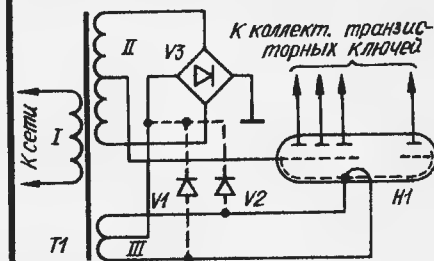 К коллект. транзис-
торных ключей
II
V3
К сети
I
V1
V2
H1
T1
III